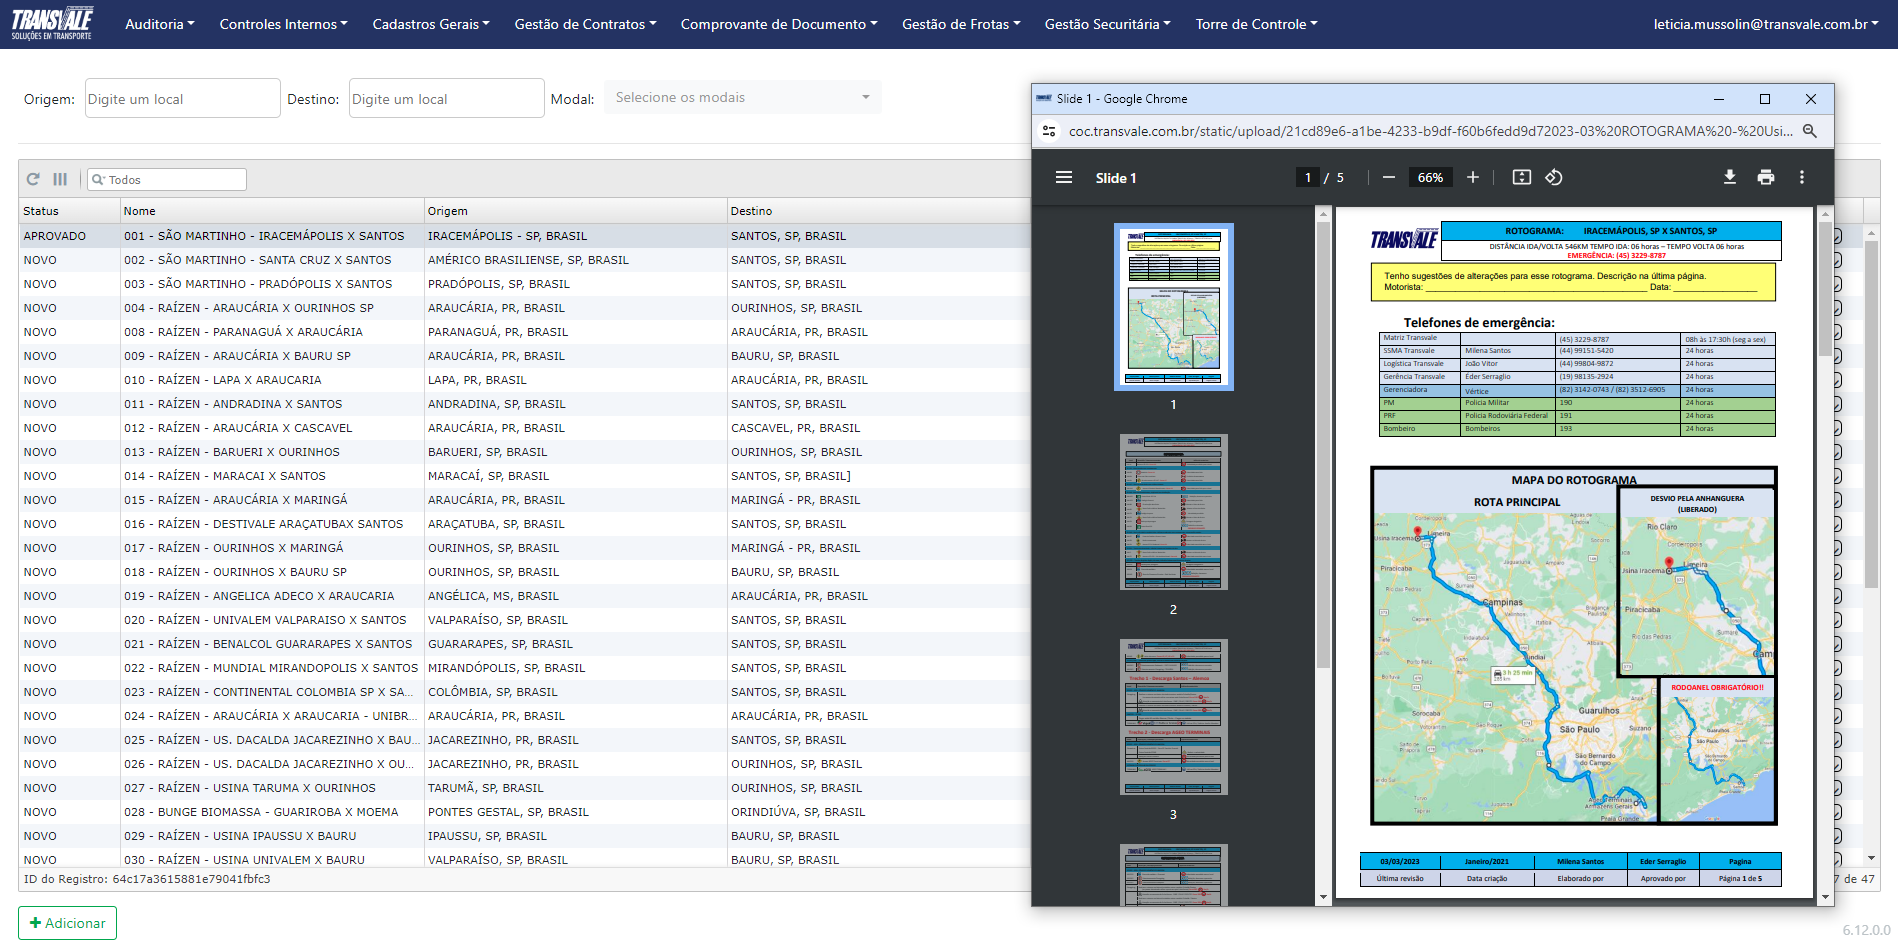 TRANSVALE
SOLUÇÕES EM TRANSPORTE
Auditoria Controles Internos Cadastros Gerais Gestão de Contratos Comprovante de Documento Gestão de Frotas Gestão Securitária Torre de Controle leticia.mussolin@transvale.com.br
Origem: Digite um local Destino: Digite um local Modal: Selecione os modais
Todos
Status Nome Origem Destino
APROVADO 001 - SÃO MARTINHO - IRACEMÁPOLIS X SANTOS IRACEMÁPOLIS - SP, BRASIL SANTOS, SP, BRASIL
NOVO 002 - SÃO MARTINHO - SANTA CRUZ X SANTOS AMÉRICO BRASILIENSE, SP, BRASIL SANTOS, SP, BRASIL
NOVO 003 - SÃO MARTINHO - PRADÓPOLIS X SANTOS PRADÓPOLIS, SP, BRASIL SANTOS, SP, BRASIL
NOVO 004 - RAÍZEN - ARAUCÁRIA X OURINHOS SP ARAUCÁRIA, PR, BRASIL OURINHOS, SP, BRASIL
NOVO 008 - RAÍZEN - PARANAGUÁ X ARAUCÁRIA PARANAGUÁ, PR, BRASIL ARAUCÁRIA, PR, BRASIL
NOVO 009 - RAÍZEN - ARAUCÁRIA X BAURU SP ARAUCÁRIA, PR, BRASIL BAURU, SP, BRASIL
NOVO 010 - RAÍZEN - LAPA X ARAUCARIA LAPA, PR, BRASIL ARAUCÁRIA, PR, BRASIL
NOVO 011 - RAÍZEN - ANDRADINA X SANTOS ANDRADINA, SP, BRASIL SANTOS, SP, BRASIL
NOVO 012 - RAÍZEN - ARAUCÁRIA X CASCAVEL ARAUCÁRIA, PR, BRASIL CASCAVEL, PR, BRASIL
NOVO 013 - RAÍZEN - BARUERI X OURINHOS BARUERI, SP, BRASIL OURINHOS, SP, BRASIL
NOVO 014 - RAÍZEN - MARACAI X SANTOS MARACAÍ, SP, BRASIL SANTOS, SP, BRASIL]
NOVO 015 - RAÍZEN - ARAUCÁRIA X MARINGÁ ARAUCÁRIA, PR, BRASIL MARINGÁ - PR, BRASIL
NOVO 016 - RAÍZEN - DESTIVALE ARAÇATUBAX SANTOS ARAÇATUBA, SP, BRASIL SANTOS, SP, BRASIL
NOVO 017 - RAÍZEN - OURINHOS X MARINGÁ OURINHOS, SP, BRASIL MARINGÁ - PR, BRASIL
NOVO 018 - RAÍZEN - OURINHOS X BAURU SP OURINHOS, SP, BRASIL BAURU, SP, BRASIL
NOVO 019 - RAÍZEN - ANGELICA ADECO X ARAUCARIA ANGÉLICA, MS, BRASIL ARAUCÁRIA, PR, BRASIL
NOVO 020 - RAÍZEN - UNIVALEM VALPARAISO X SANTOS VALPARAÍSO, SP, BRASIL SANTOS, SP, BRASIL
NOVO 021 - RAÍZEN - BENALCOL GUARARAPES X SANTOS GUARARAPES, SP, BRASIL SANTOS, SP, BRASIL
NOVO 022 - RAÍZEN - MUNDIAL MIRANDOPOLIS X SANTOS MIRANDÓPOLIS, SP, BRASIL SANTOS, SP, BRASIL
NOVO 023 - RAÍZEN - CONTINENTAL COLOMBIA SP X SA... COLÔMBIA, SP, BRASIL SANTOS, SP, BRASIL
NOVO 024 - RAÍZEN - ARAUCÁRIA X ARAUCARIA - UNIBR... ARAUCÁRIA, PR, BRASIL ARAUCÁRIA, PR, BRASIL
NOVO 025 - RAÍZEN - US. DACALDA JACAREZINHO X BAU... JACAREZINHO, PR, BRASIL SANTOS, SP, BRASIL
NOVO 026 - RAÍZEN - US. DACALDA JACAREZINHO X OU... JACAREZINHO, PR, BRASIL OURINHOS, SP, BRASIL
NOVO 027 - RAÍZEN - USINA TARUMA X OURINHOS TARUMÃ, SP, BRASIL OURINHOS, SP, BRASIL
NOVO 028 - BUNGE BIOMASSA - GUARIROBA X MOEMA PONTES GESTAL, SP, BRASIL ORINDIÚVA, SP, BRASIL
NOVO 029 - RAÍZEN - USINA IPAUSSU X BAURU IPAUSSU, SP, BRASIL BAURU, SP, BRASIL
NOVO 030 - RAÍZEN - USINA UNIVALEM X BAURU VALPARAÍSO, SP, BRASIL BAURU, SP, BRASIL
ID do Registro: 64c17a3615881e79041fbfc3
7 de 47
Adicionar
6.12.0.0
Slide 1 - Google Chrome
coc.transvale.com.br/static/upload/21cd89e6-a1be-4233-b9df-f60b6fedd9d72023-03%20ROTOGRAMA%20-%20Usi...
Slide 1 1 / 5 66%
1
2
Trecho 1 - Descarga Santos - Alemoa
Trecho 2 - Descarga AGEO TERMINAIS
3
TRANSVALE
ROTOGRAMA: IRACEMÁPOLIS, SP X SANTOS, SP
DISTÂNCIA IDA/VOLTA 546KM TEMPO IDA: 06 horas – TEMPO VOLTA 06 horas
EMERGÊNCIA: (45) 3229-8787
Tenho sugestões de alterações para esse rotograma. Descrição na última página.
Motorista: Data:
Telefones de emergência:
Matriz Transvale (45) 3229-8787 08h às 17:30h (seg a sex)
SSMA Transvale Milena Santos (44) 99151-5420 24 horas
Logística Transvale João Vitor (44) 99804-9872 24 horas
Gerência Transvale Éder Serraglio (19) 98135-2924 24 horas
Gerenciadora Vértice (82) 3142-0743 / (82) 3512-6905 24 horas
PM Policia Militar 190 24 horas
PRF Policia Rodoviária Federal 191 24 horas
Bombeiro Bombeiros 193 24 horas
MAPA DO ROTOGRAMA
ROTA PRINCIPAL
DESVIO PELA ANHANGUERA
(LIBERADO)
Rio Claro
Cordeirópolis
Limeira
Piracicaba
Rio das Pedras
Sumaré
Campinas
Jundiaí
3 h 25 min
Guarulhos
São Paulo
Suzano
Sorocaba
São Bernardo
do Campo
Praia Grande
RODOANEL OBRIGATÓRIO!!
Guarulhos
São Paulo
03/03/2023 Janeiro/2021 Milena Santos Eder Serraglio Pagina
Última revisão Data criação Elaborado por Aprovado por Página 1 de 5